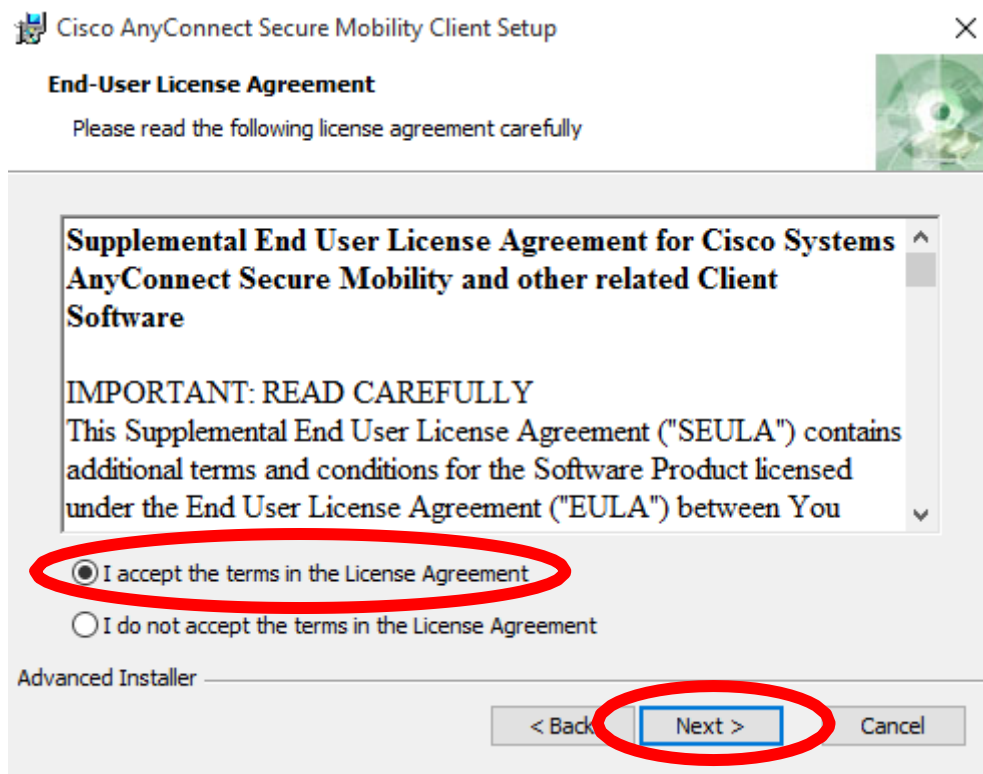 Cisco AnyConnect Secure Mobility Client Setup
End-User License Agreement
Please read the following license agreement carefully
Supplemental End User License Agreement for Cisco Systems
AnyConnect Secure Mobility and other related Client
Software
IMPORTANT: READ CAREFULLY
This Supplemental End User License Agreement ("SEULA") contains
additional terms and conditions for the Software Product licensed
under the End User License Agreement ("EULA") between You
I accept the terms in the License Agreement
I do not accept the terms in the License Agreement
Advanced Installer
< Back Next > Cancel